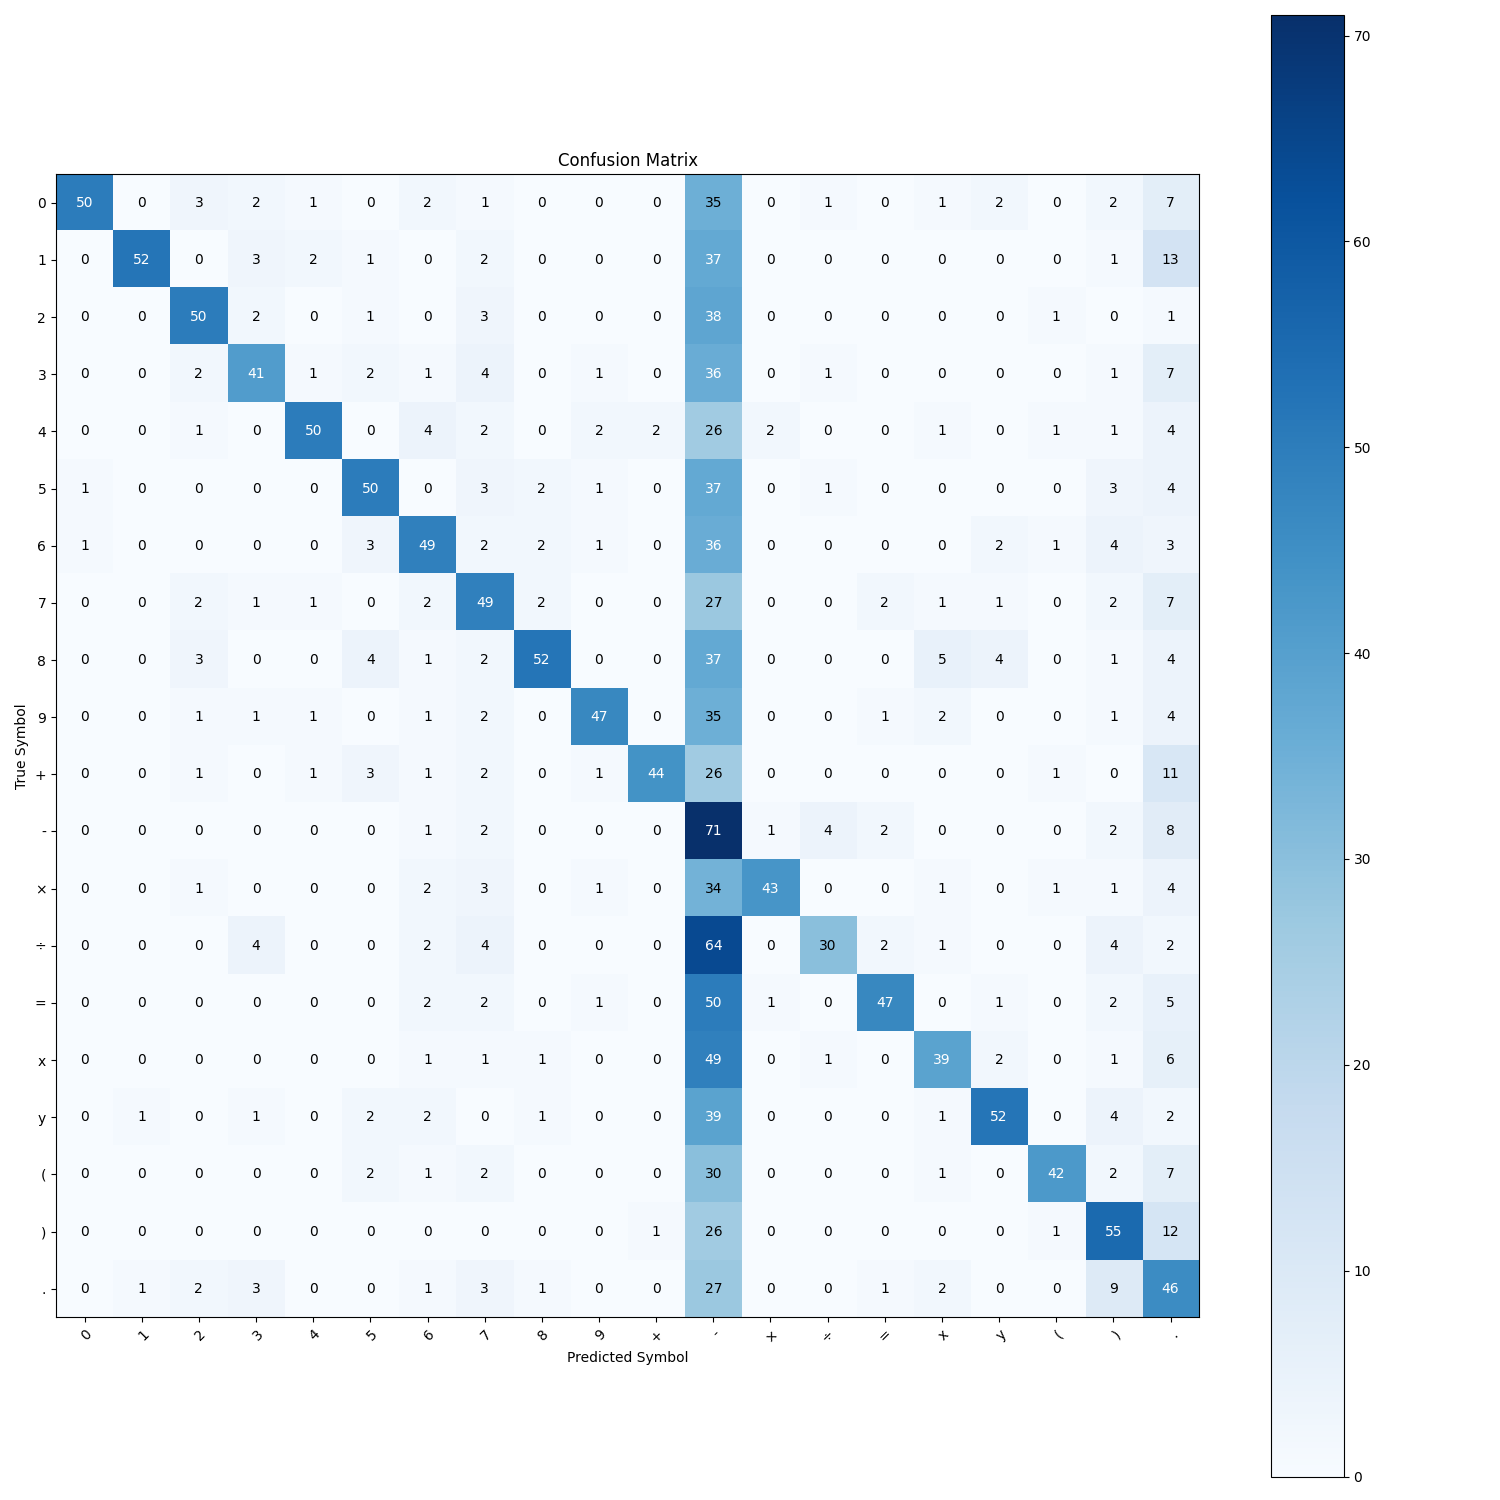 Confusion Matrix
70
60
50
40
30
20
10
0
True Symbol
0 50 0 3 2 1 0 2 1 0 0 0 35 0 1 0 1 2 0 2 7
1 0 52 0 3 2 1 0 2 0 0 0 37 0 0 0 0 0 0 1 13
2 0 0 50 2 0 1 0 3 0 0 0 38 0 0 0 0 0 1 0 1
3 0 0 2 41 1 2 1 4 0 1 0 36 0 1 0 0 0 0 1 7
4 0 0 1 0 50 0 4 2 0 2 2 26 2 0 0 1 0 1 1 4
5 1 0 0 0 0 50 0 3 2 1 0 37 0 1 0 0 0 0 3 4
6 1 0 0 0 0 3 49 2 2 1 0 36 0 0 0 0 2 1 4 3
7 0 0 2 1 1 0 2 49 2 0 0 27 0 0 2 1 1 0 2 7
8 0 0 3 0 0 4 1 2 52 0 0 37 0 0 0 5 4 0 1 4
9 0 0 1 1 1 0 1 2 0 47 0 35 0 0 1 2 0 0 1 4
+ 0 0 1 0 1 3 1 2 0 1 44 26 0 0 0 0 0 1 0 11
- 0 0 0 0 0 0 1 2 0 0 0 71 1 4 2 0 0 0 2 8
× 0 0 1 0 0 0 2 3 0 1 0 34 43 0 0 1 0 1 1 4
÷ 0 0 0 4 0 0 2 4 0 0 0 64 0 30 2 1 0 0 4 2
= 0 0 0 0 0 0 2 2 0 1 0 50 1 0 47 0 1 0 2 5
x 0 0 0 0 0 0 1 1 1 0 0 49 0 1 0 39 2 0 1 6
y 0 1 0 1 0 2 2 0 1 0 0 39 0 0 0 1 52 0 4 2
( 0 0 0 0 0 2 1 2 0 0 0 30 0 0 0 1 0 42 2 7
) 0 0 0 0 0 0 0 0 0 0 1 26 0 0 0 0 0 1 55 12
. 0 1 2 3 0 0 1 3 1 0 0 27 0 0 1 2 0 0 9 46
0 1 2 3 4 5 6 7 8 9 + - × ÷ = x y ( ) .
Predicted Symbol